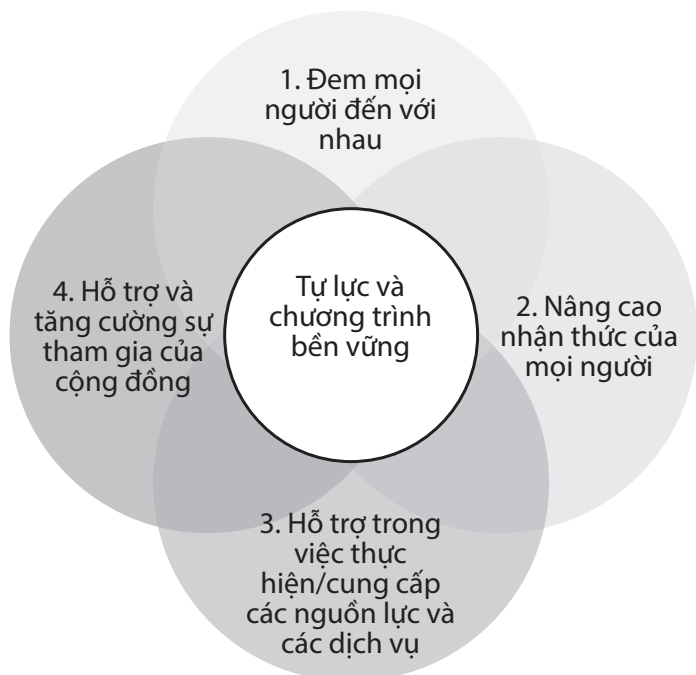 1. Đem mọi
người đến với
nhau
4. Hỗ trợ và
tăng cường sự
tham gia của
cộng đồng
Tự lực và
chương trình
bền vững
2. Nâng cao
nhận thức của
mọi người
3. Hỗ trợ trong
việc thực
hiện/cung cấp
các nguồn lực và
các dịch vụ